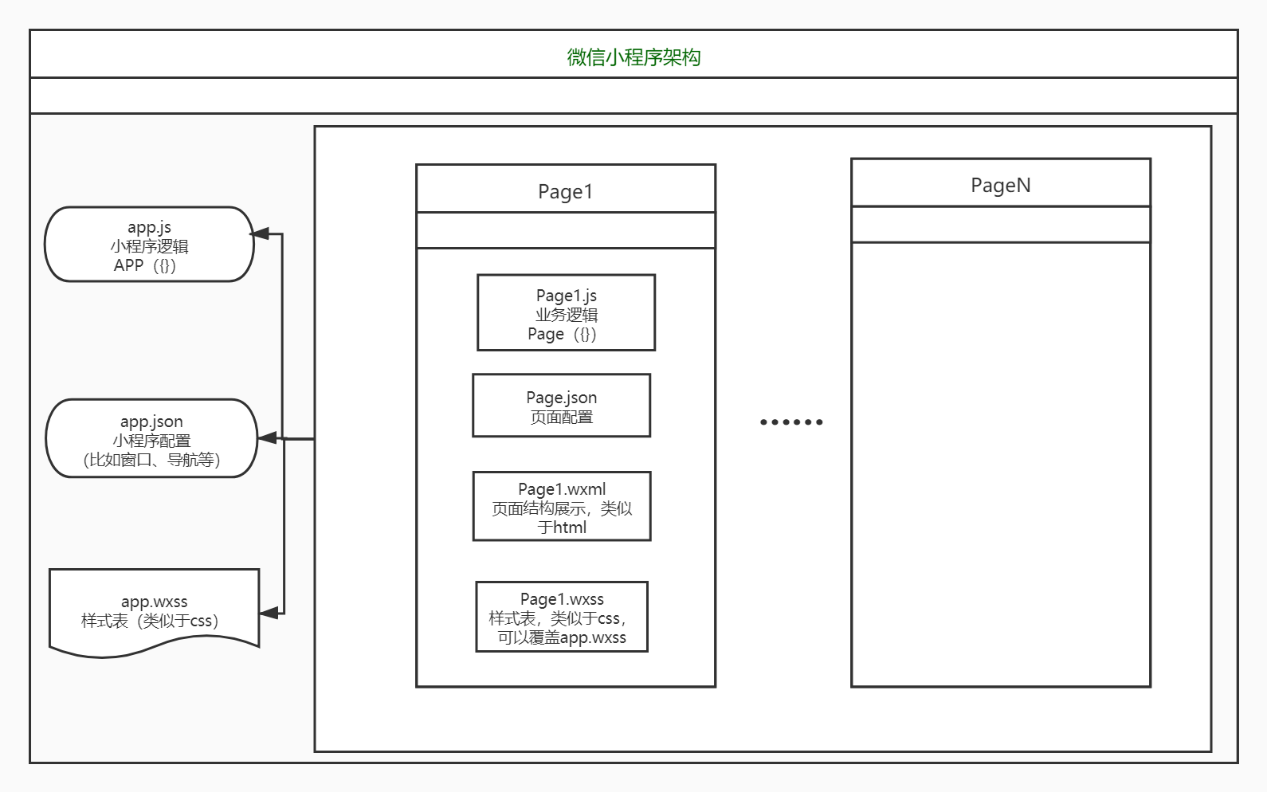 微信小程序架构
app.js
小程序逻辑
APP（{}）
app.json
小程序配置
（比如窗口、导航等）
app.wxss
样式表（类似于css）
Page1
Page1.js
业务逻辑
Page（{}）
Page.json
页面配置
Page1.wxml
页面结构展示，类似
于html
Page1.wxss
样式表，类似于css，
可以覆盖app.wxss
......
PageN